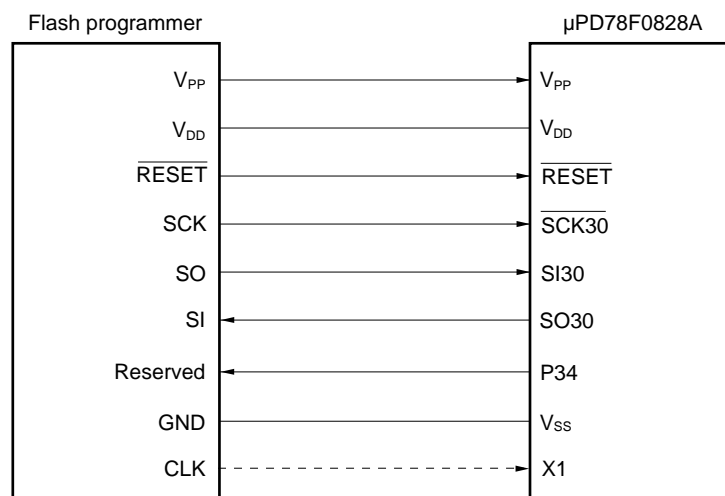 Flash programmer
µPD78F0828A
VPP
VPP
VDD
VDD
RESET
RESET
SCK
SCK30
SO
SI30
SI
SO30
Reserved
P34
GND
VSS
CLK
X1